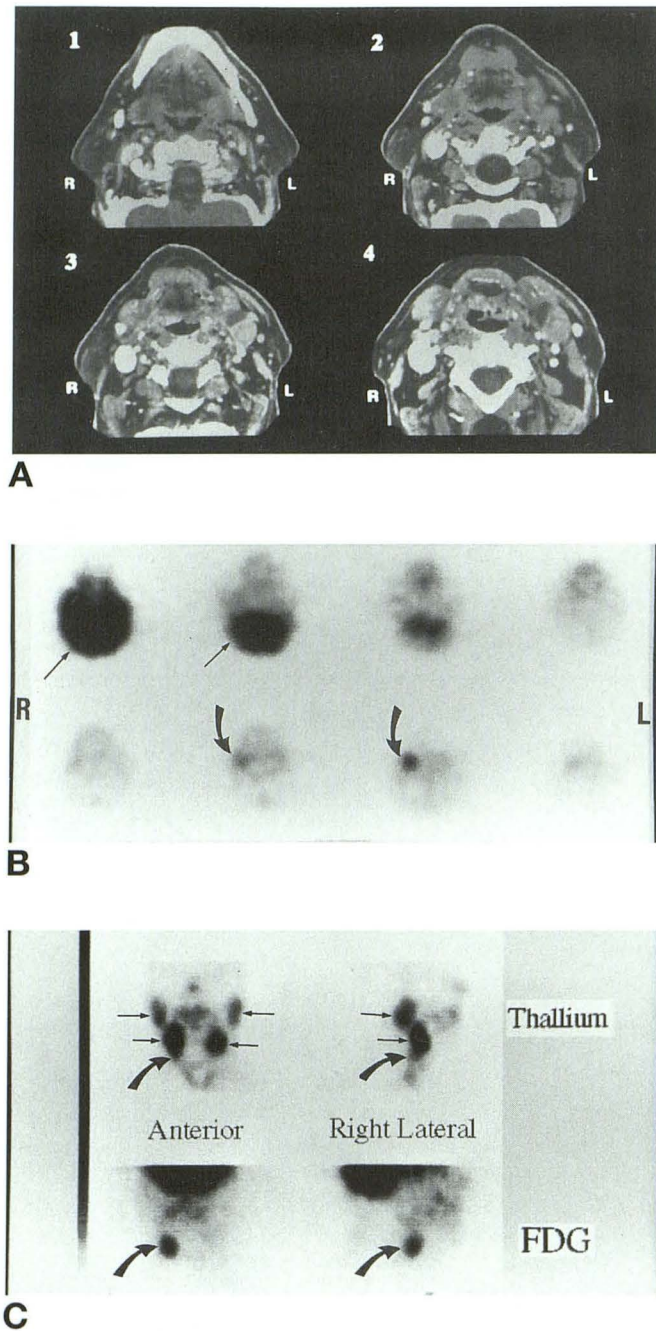 1 2
R L R L
3 4
R L R L
A
R L
B
Thallium
Anterior Right Lateral
FDG
C